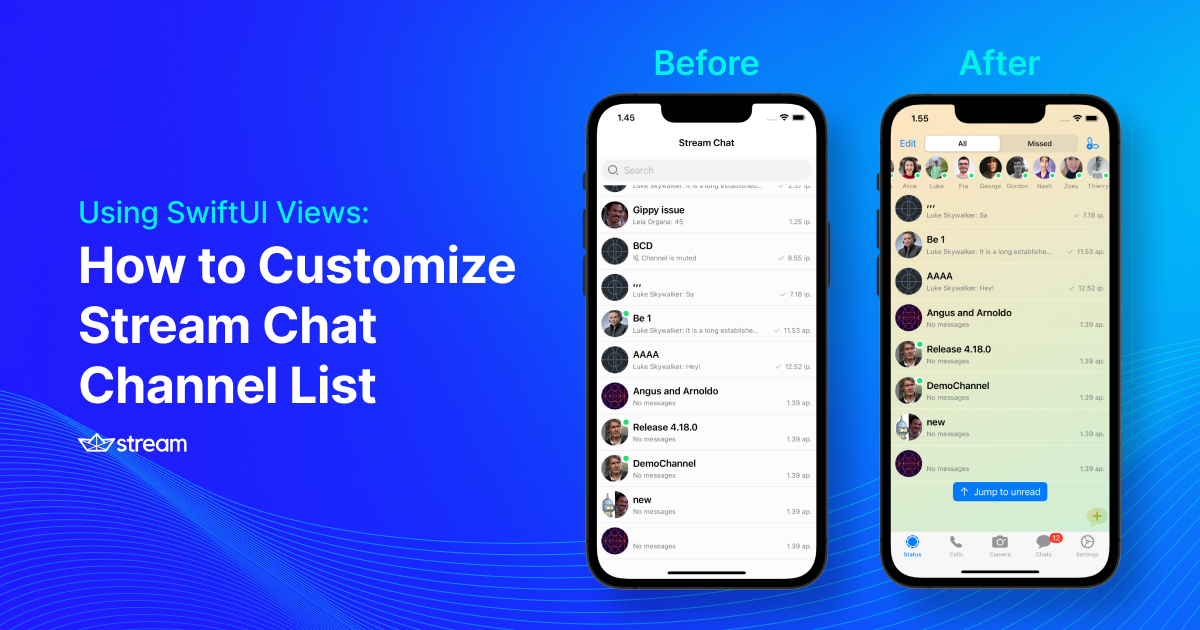 Using SwiftUI Views:
How to Customize
Stream Chat
Channel List
stream
Before
1.45
Stream Chat
Search
Luke Skywalker: It is a long established... 2.37 ip.
Gippy issue
Leia Organa: 45 1.25 ip.
BCD
Channel is muted 8.55 ip.
,,,
Luke Skywalker: Sa 7.18 ip.
Be 1
Luke Skywalker: It is a long establishe... 11.53 ap.
AAAA
Luke Skywalker: Hey! 12.52 ip.
Angus and Arnoldo
No messages 1.39 ap.
Release 4.18.0
No messages 1.39 ap.
DemoChannel
No messages 1.39 ap.
new
No messages 1.39 ap.
No messages 1.39 ap.
After
1.55
Edit All Missed
Alice Luke Fra George Gordon Nash Zoey Thierry
,,,
Luke Skywalker: Sa 7.18 ip.
Be 1
Luke Skywalker: It is a long establishe... 11.53 ap.
AAAA
Luke Skywalker: Hey! 12.52 ip.
Angus and Arnoldo
No messages 1.39 ap.
Release 4.18.0
No messages 1.39 ap.
DemoChannel
No messages 1.39 ap.
new
No messages 1.39 ap.
No messages 1.39 ap.
Jump to unread
12
Status Calls Camera Chats Settings